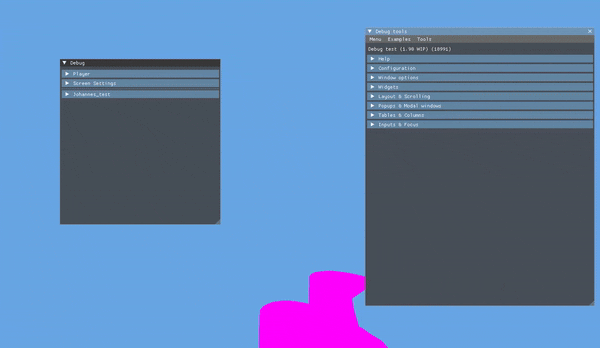 Debug
Player
Screen Settings
Johannes_test
Debug tools
Menu Examples Tools
Debug test (1.90 WIP) (18991)
Help
Configuration
Window options
Widgets
Layout & Scrolling
Popups & Modal windows
Tables & Columns
Inputs & Focus